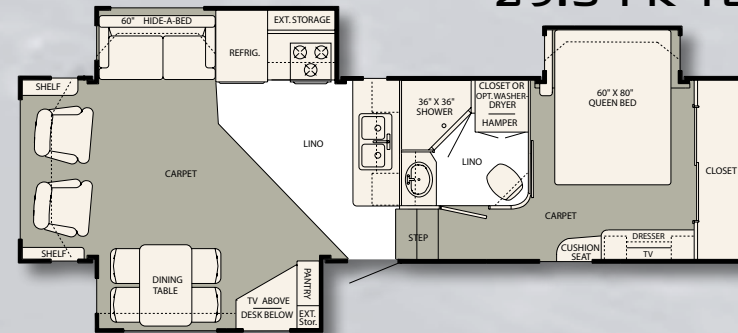 60" HIDE-A-BED
EXT. STORAGE
REFRIG.
SHELF
36" X 36"
SHOWER
CLOSET OR
OPT. WASHER-
DRYER
HAMPER
60" X 80"
QUEEN BED
LINO
LINO
CARPET
CLOSET
CARPET
STEP
SHELF
DINING
TABLE
TV ABOVE
DESK BELOW
PANTRY
EXT.
Stor.
CUSHION
SEAT
DRESSER
TV